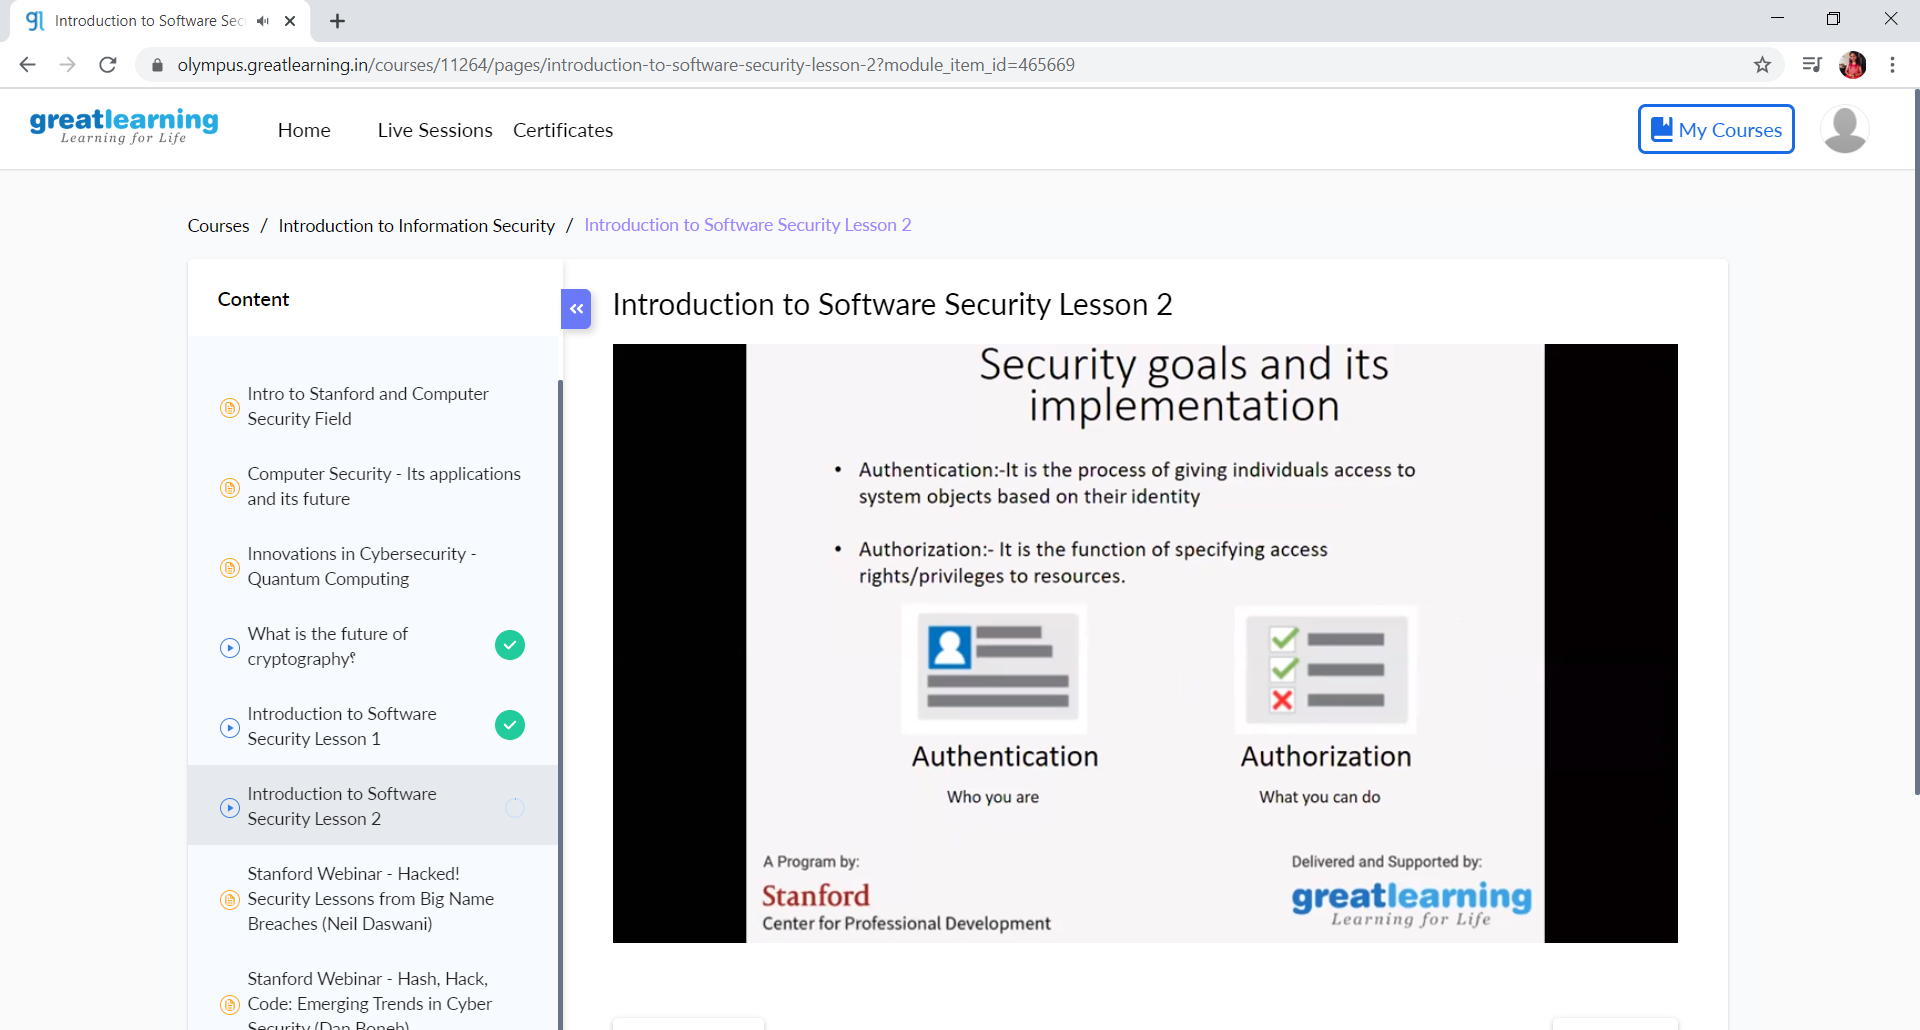 gl Introduction to Software Sec
olympus.greatlearning.in/courses/11264/pages/introduction-to-software-security-lesson-2?module_item_id=465669
greatlearning
Learning for Life
Home Live Sessions Certificates
My Courses
Courses / Introduction to Information Security / Introduction to Software Security Lesson 2
Content
Intro to Stanford and Computer
Security Field
Computer Security - Its applications
and its future
Innovations in Cybersecurity -
Quantum Computing
What is the future of
cryptography?
Introduction to Software
Security Lesson 1
Introduction to Software
Security Lesson 2
Stanford Webinar - Hacked!
Security Lessons from Big Name
Breaches (Neil Daswani)
Stanford Webinar - Hash, Hack,
Code: Emerging Trends in Cyber
Security (Dan Boneh)
Introduction to Software Security Lesson 2
Security goals and its
implementation
• Authentication:-It is the process of giving individuals access to
system objects based on their identity
• Authorization:- It is the function of specifying access
rights/privileges to resources.
Authentication
Who you are
Authorization
What you can do
A Program by:
Stanford
Center for Professional Development
Delivered and Supported by:
greatlearning
Learning for Life